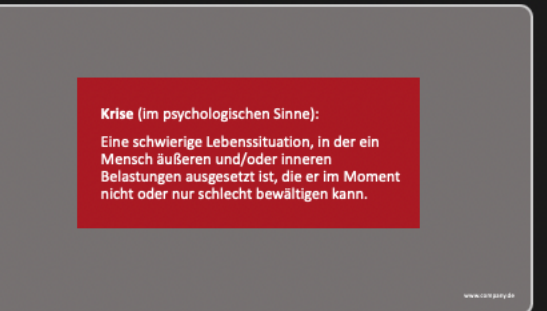 Krise (im psychologischen Sinne):
Eine schwierige Lebenssituation, in der ein
Mensch äußeren und/oder inneren
Belastungen ausgesetzt ist, die er im Moment
nicht oder nur schlecht bewältigen kann.
www.company.de